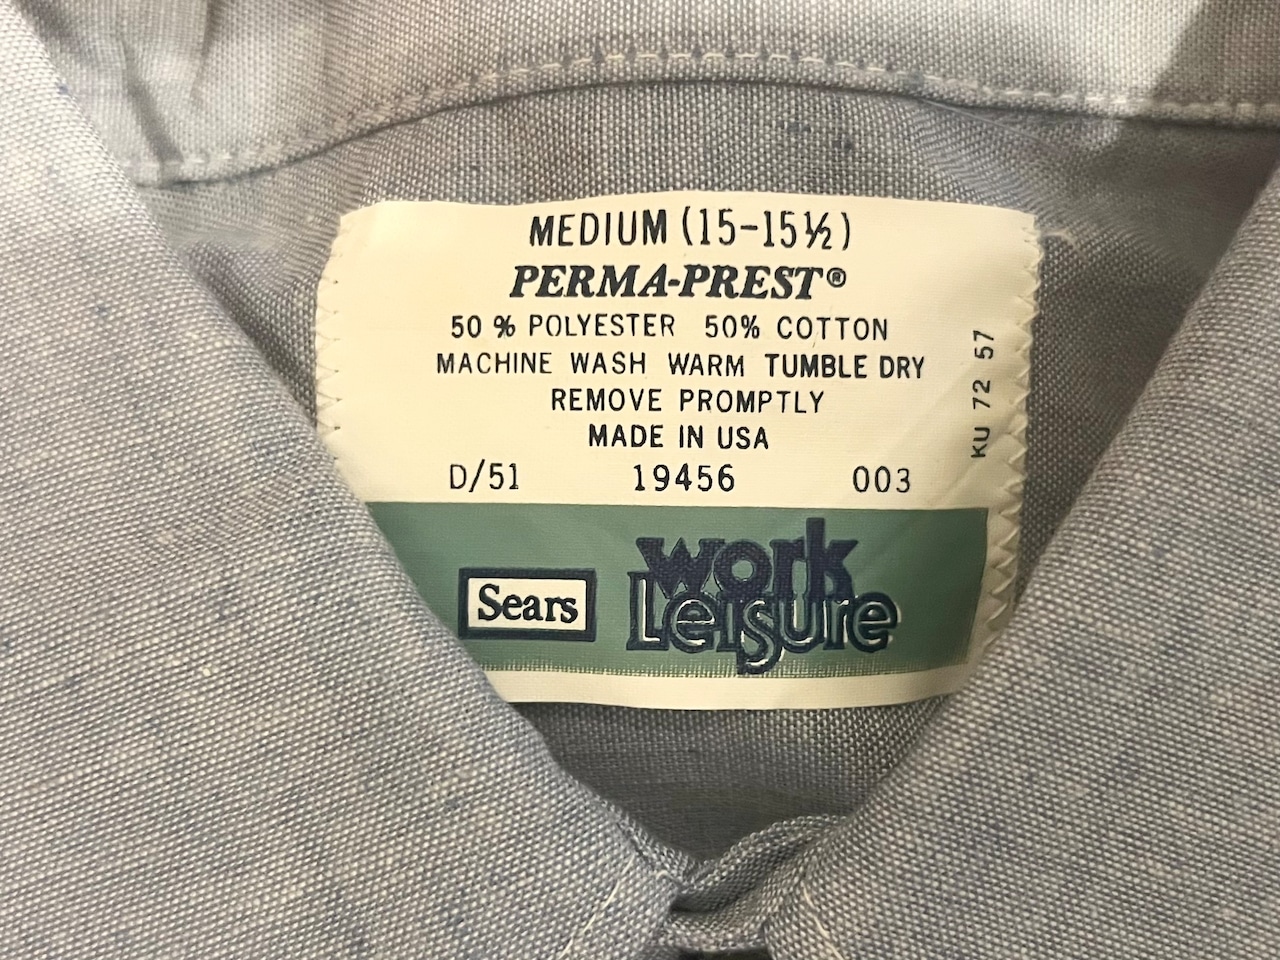 MEDIUM (15-15½)
PERMA-PREST®
50 % POLYESTER 50% COTTON
MACHINE WASH WARM TUMBLE DRY
REMOVE PROMPTLY
MADE IN USA
D/51 19456 003
KU 72 57
Sears
work
Leisure